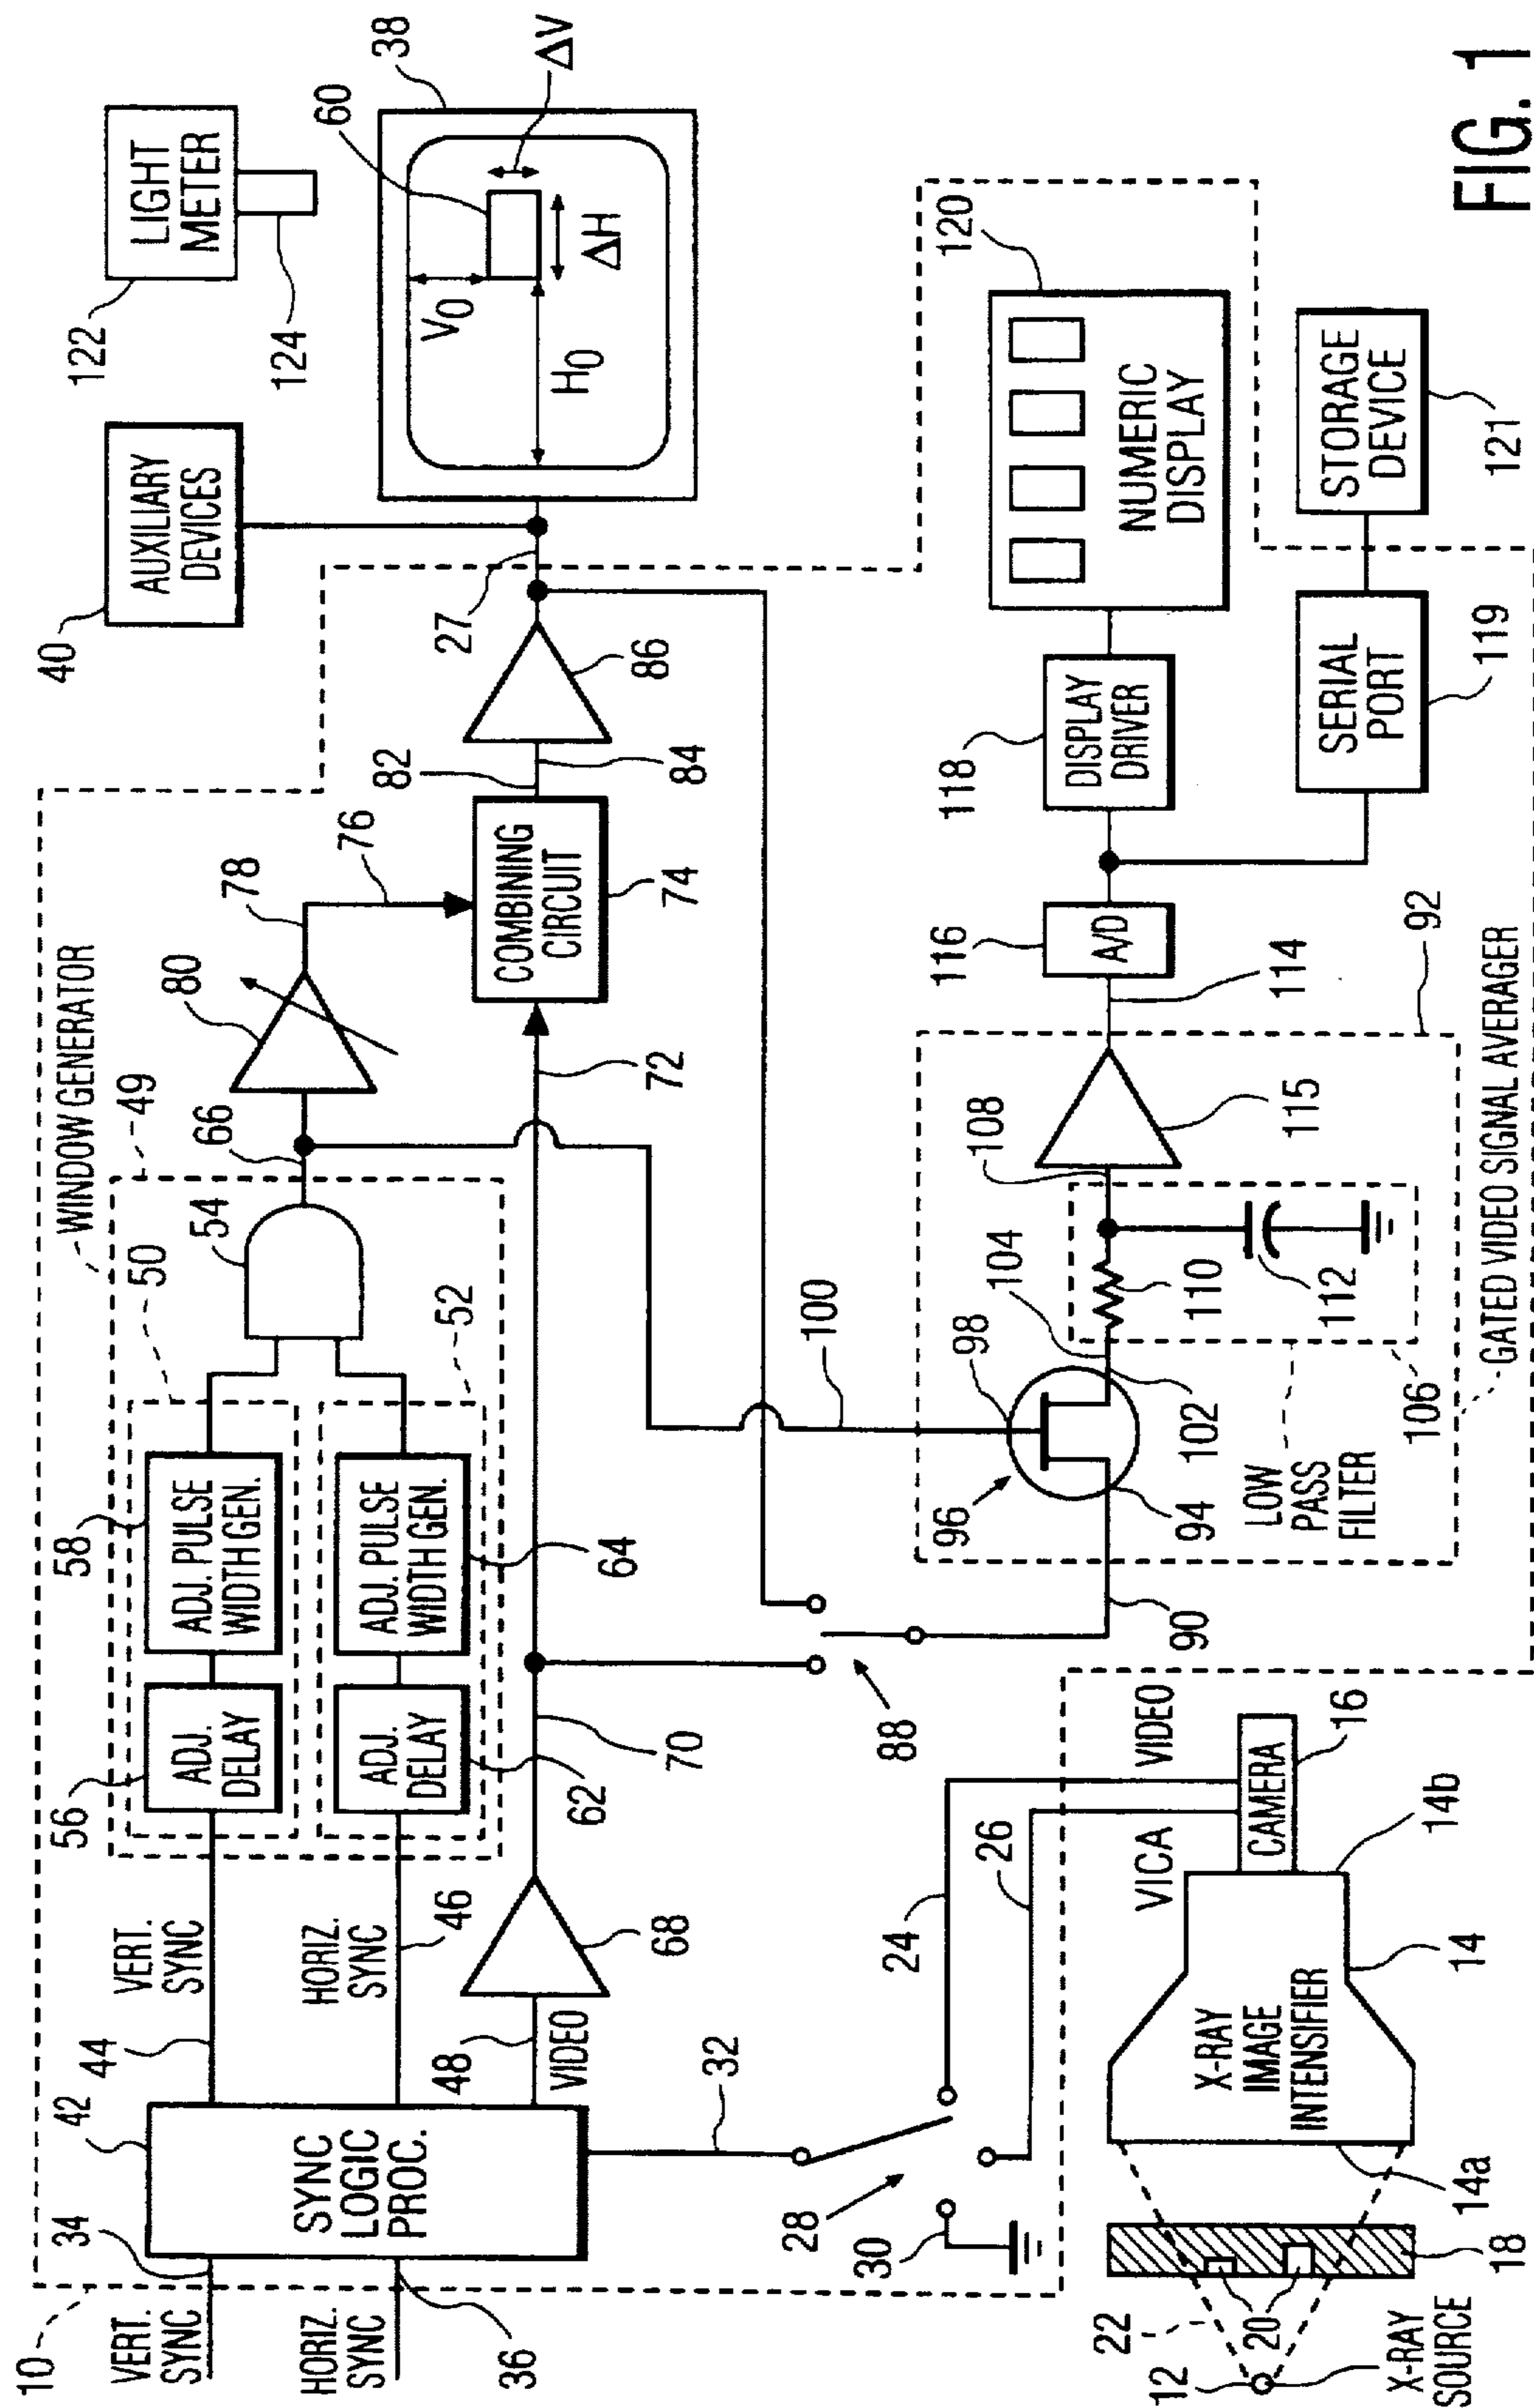 10
VERT.
SYNC
34
HORIZ.
SYNC
36
42
SYNC
LOGIC
PROC.
44
VERT.
SYNC
HORIZ.
SYNC
46
48
VIDEO
32
68
WINDOW GENERATOR
49
50
56
ADJ.
DELAY
58
ADJ. PULSE
WIDTH GEN.
54
52
ADJ.
DELAY
62
ADJ. PULSE
WIDTH GEN.
64
66
80
78
76
70
72
COMBINING
CIRCUIT
74
82
84
86
27
40
AUXILIARY
DEVICES
122
LIGHT
METER
124
38
60
V0
H0
ΔH
ΔV
28
30
24
26
88
90
100
12
X-RAY
SOURCE
22
20
18
14a
X-RAY
IMAGE
INTENSIFIER
14
14b
VICA
VIDEO
CAMERA
16
96
98
94
102
104
LOW
PASS
FILTER
106
110
112
108
115
GATED VIDEO SIGNAL AVERAGER
92
114
116
A/D
118
DISPLAY
DRIVER
120
NUMERIC
DISPLAY
SERIAL
PORT
119
STORAGE
DEVICE
121
FIG. 1